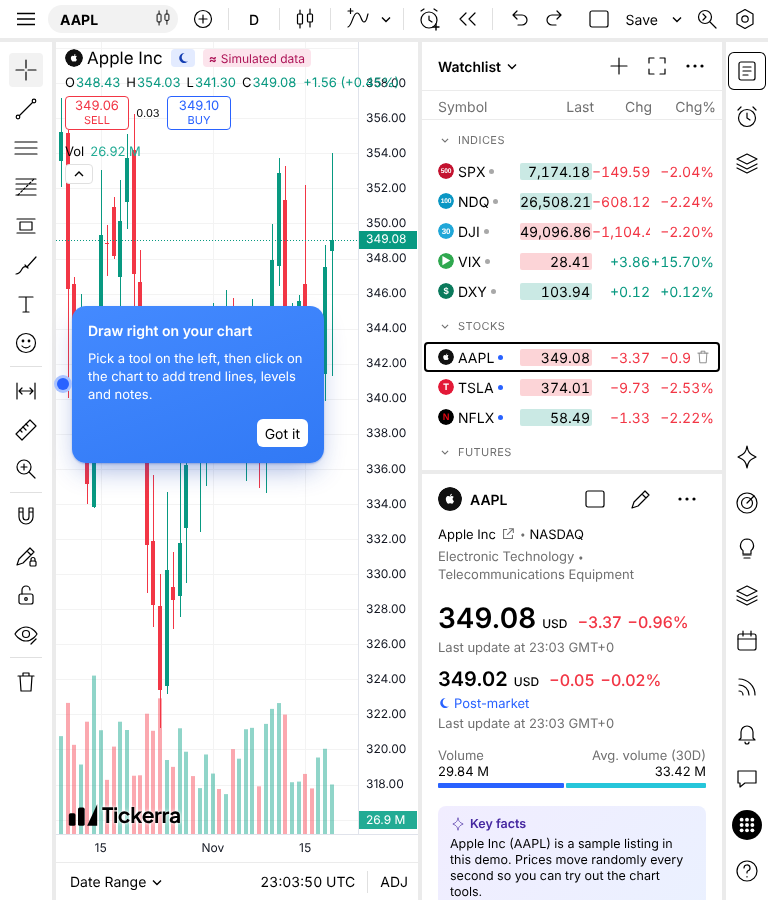 AAPL
D
Save
Apple Inc
Simulated data
O348.43 H354.03 L341.30 C349.08 +1.56
349.06
SELL
0.03
349.10
BUY
Vol 26.92 M
358.00
356.00
354.00
352.00
350.00
349.08
348.00
346.00
344.00
342.00
340.00
338.00
336.00
334.00
332.00
330.00
328.00
326.00
324.00
322.00
320.00
318.00
26.9 M
Draw right on your chart
Pick a tool on the left, then click on
the chart to add trend lines, levels
and notes.
Got it
Tickerra
15
Nov
15
Date Range
23:03:50 UTC
ADJ
Watchlist
Symbol Last Chg Chg%
INDICES
500 SPX 7,174.18 −149.59 −2.04%
100 NDQ 26,508.21 −608.12 −2.24%
30 DJI 49,096.86 −1,104.4 −2.20%
VIX 28.41 +3.86 +15.70%
$ DXY 103.94 +0.12 +0.12%
STOCKS
AAPL 349.08 −3.37 −0.9
T TSLA 374.01 −9.73 −2.53%
N NFLX 58.49 −1.33 −2.22%
FUTURES
AAPL
Apple Inc • NASDAQ
Electronic Technology •
Telecommunications Equipment
349.08 USD −3.37 −0.96%
Last update at 23:03 GMT+0
349.02 USD −0.05 −0.02%
Post-market
Last update at 23:03 GMT+0
Volume Avg. volume (30D)
29.84 M 33.42 M
Key facts
Apple Inc (AAPL) is a sample listing in
this demo. Prices move randomly every
second so you can try out the chart
tools.